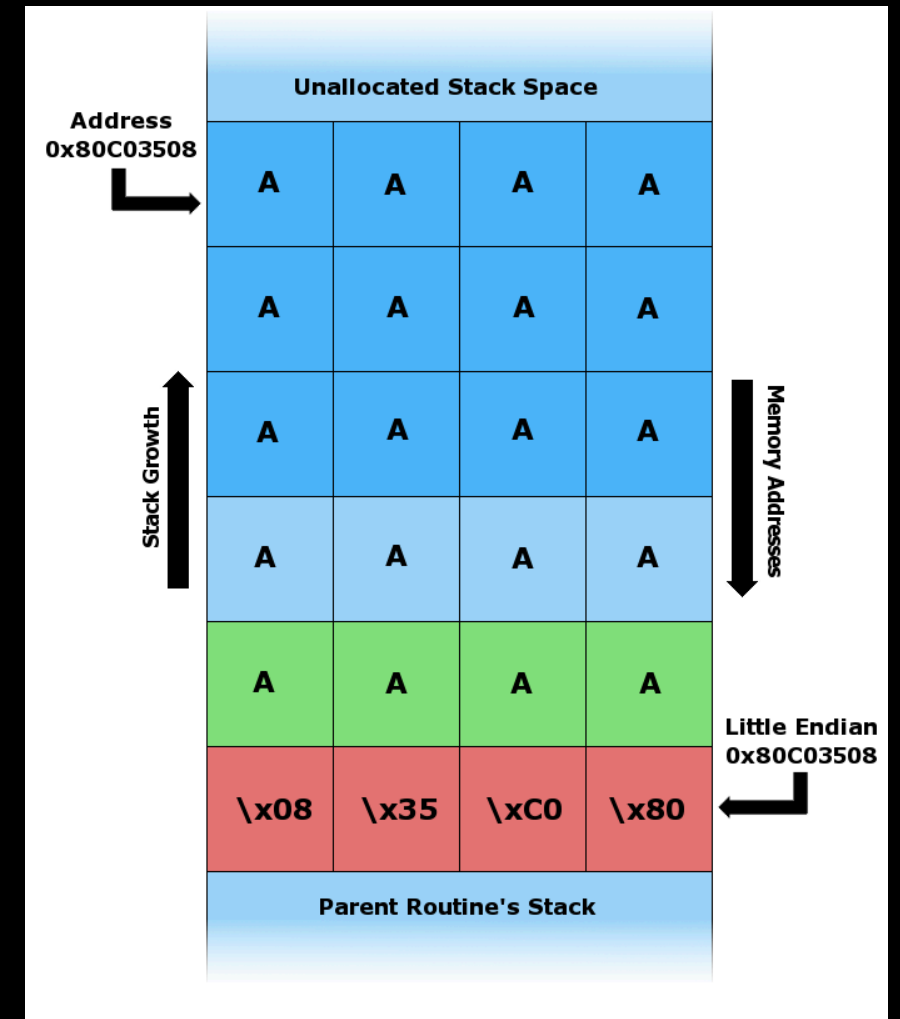 Unallocated Stack Space
Address
0x80C03508
A A A A
A A A A
Stack Growth
A A A A
Memory Addresses
A A A A
A A A A
Little Endian
0x80C03508
\x08 \x35 \xC0 \x80
Parent Routine's Stack